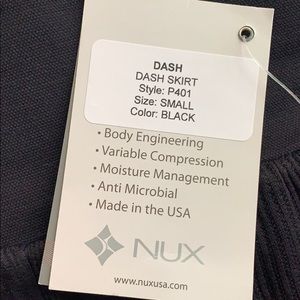 DASH
DASH SKIRT
Style: P401
Size: SMALL
Color: BLACK
• Body Engineering
• Variable Compression
• Moisture Management
• Anti Microbial
• Made in the USA
NUX
www.nuxusa.com